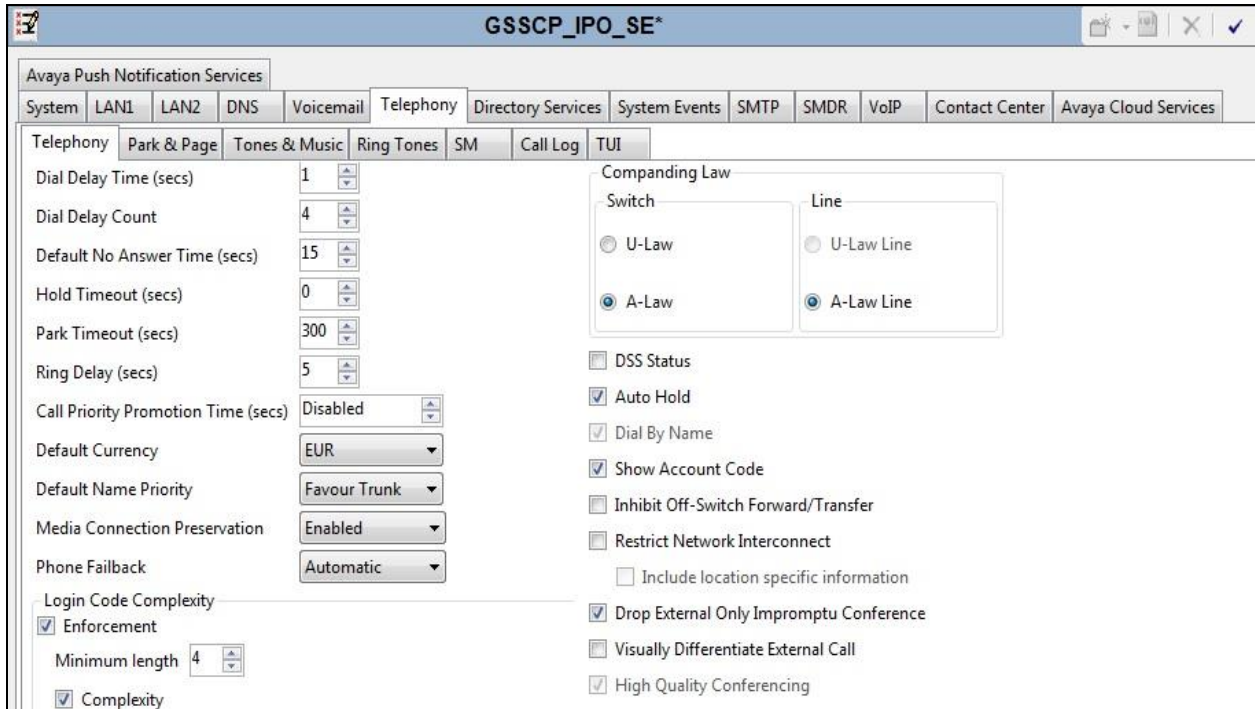 GSSCP_IPO_SE*
Avaya Push Notification Services
System LAN1 LAN2 DNS Voicemail Telephony Directory Services System Events SMTP SMDR VoIP Contact Center Avaya Cloud Services
Telephony Park & Page Tones & Music Ring Tones SM Call Log TUI
Dial Delay Time (secs) 1
Dial Delay Count 4
Default No Answer Time (secs) 15
Hold Timeout (secs) 0
Park Timeout (secs) 300
Ring Delay (secs) 5
Call Priority Promotion Time (secs) Disabled
Default Currency EUR
Default Name Priority Favour Trunk
Media Connection Preservation Enabled
Phone Failback Automatic
Login Code Complexity
Enforcement
Minimum length 4
Complexity
Companding Law
Switch Line
U-Law U-Law Line
A-Law A-Law Line
DSS Status
Auto Hold
Dial By Name
Show Account Code
Inhibit Off-Switch Forward/Transfer
Restrict Network Interconnect
Include location specific information
Drop External Only Impromptu Conference
Visually Differentiate External Call
High Quality Conferencing